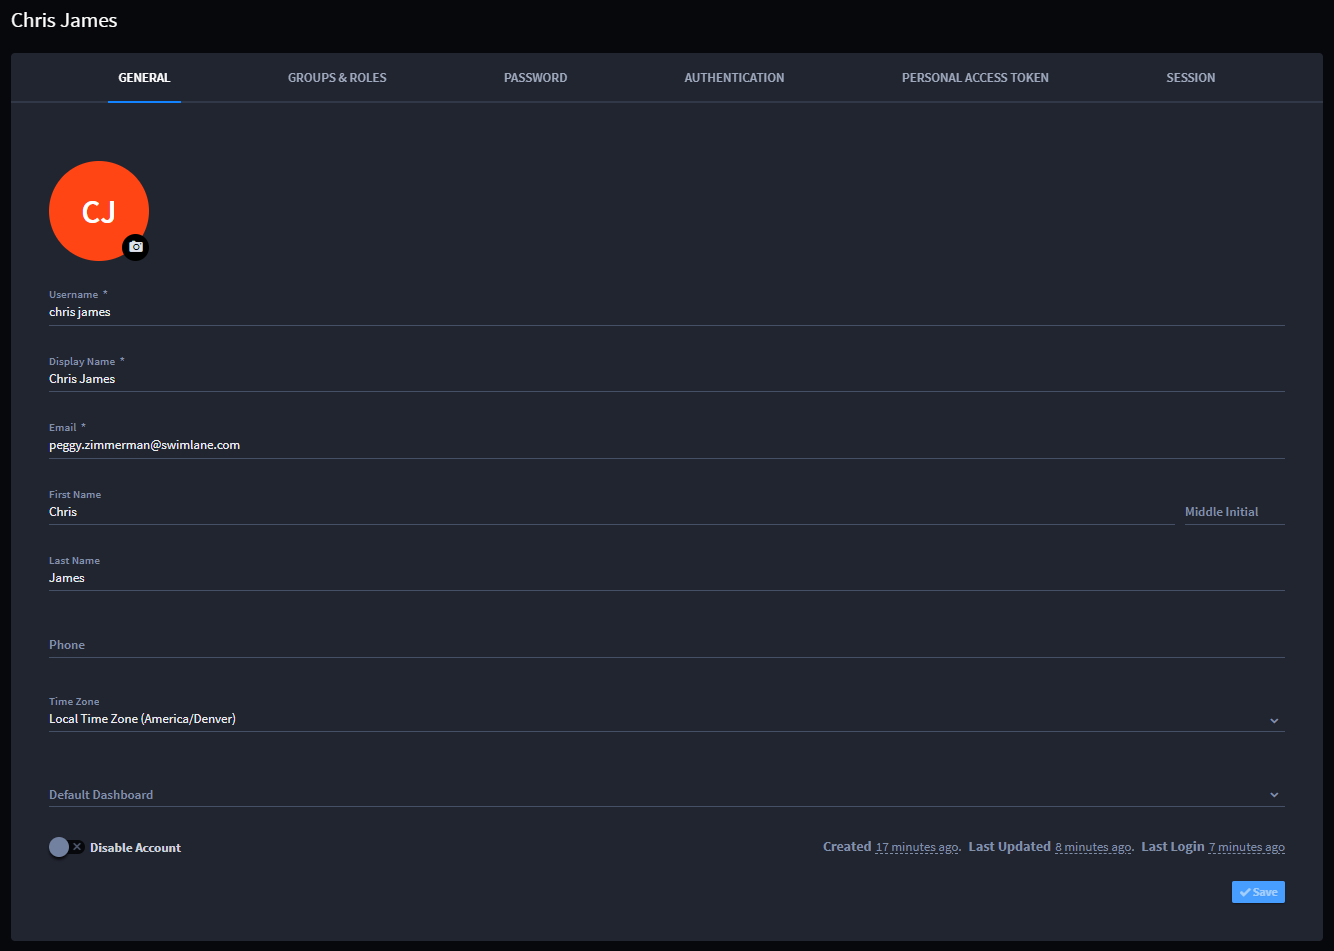 Chris James
GENERAL GROUPS & ROLES PASSWORD AUTHENTICATION PERSONAL ACCESS TOKEN SESSION
CJ
Username *
chris james
Display Name *
Chris James
Email *
peggy.zimmerman@swimlane.com
First Name
Chris Middle Initial
Last Name
James
Phone
Time Zone
Local Time Zone (America/Denver)
Default Dashboard
Disable Account Created 17 minutes ago. Last Updated 8 minutes ago. Last Login 7 minutes ago
Save